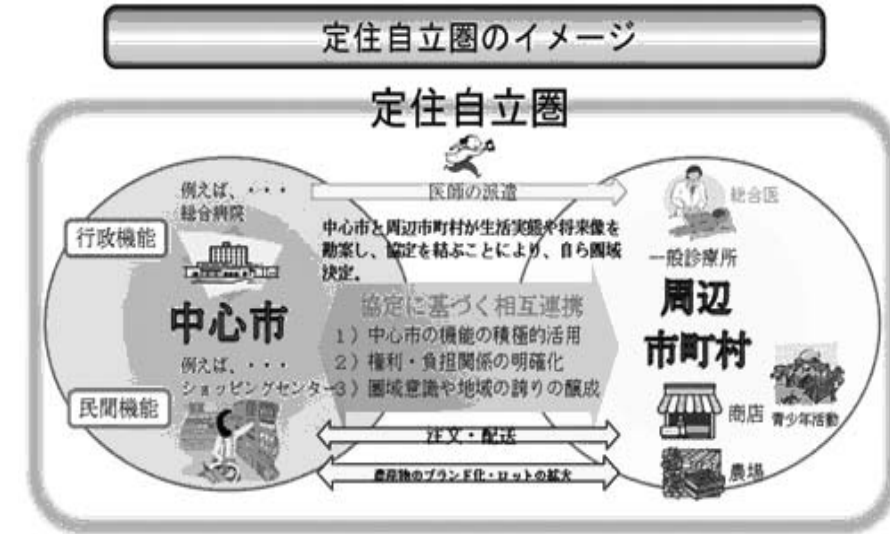 定住自立圏のイメージ
定住自立圏
医師の派遣
例えば、・・・
総合病院
行政機能
中心市
例えば、・・・
ショッピングセンター
民間機能
中心市と周辺市町村が生活実態や将来像を
勘案し、協定を結ぶことにより、自ら圏域
決定。
協定に基づく相互連携
1）中心市の機能の積極的活用
2）権利・負担関係の明確化
3）圏域意識や地域の誇りの醸成
注文・配送
農産物のブランド化・ロットの拡大
総合医
一般診療所
周辺
市町村
商店
青少年活動
農場